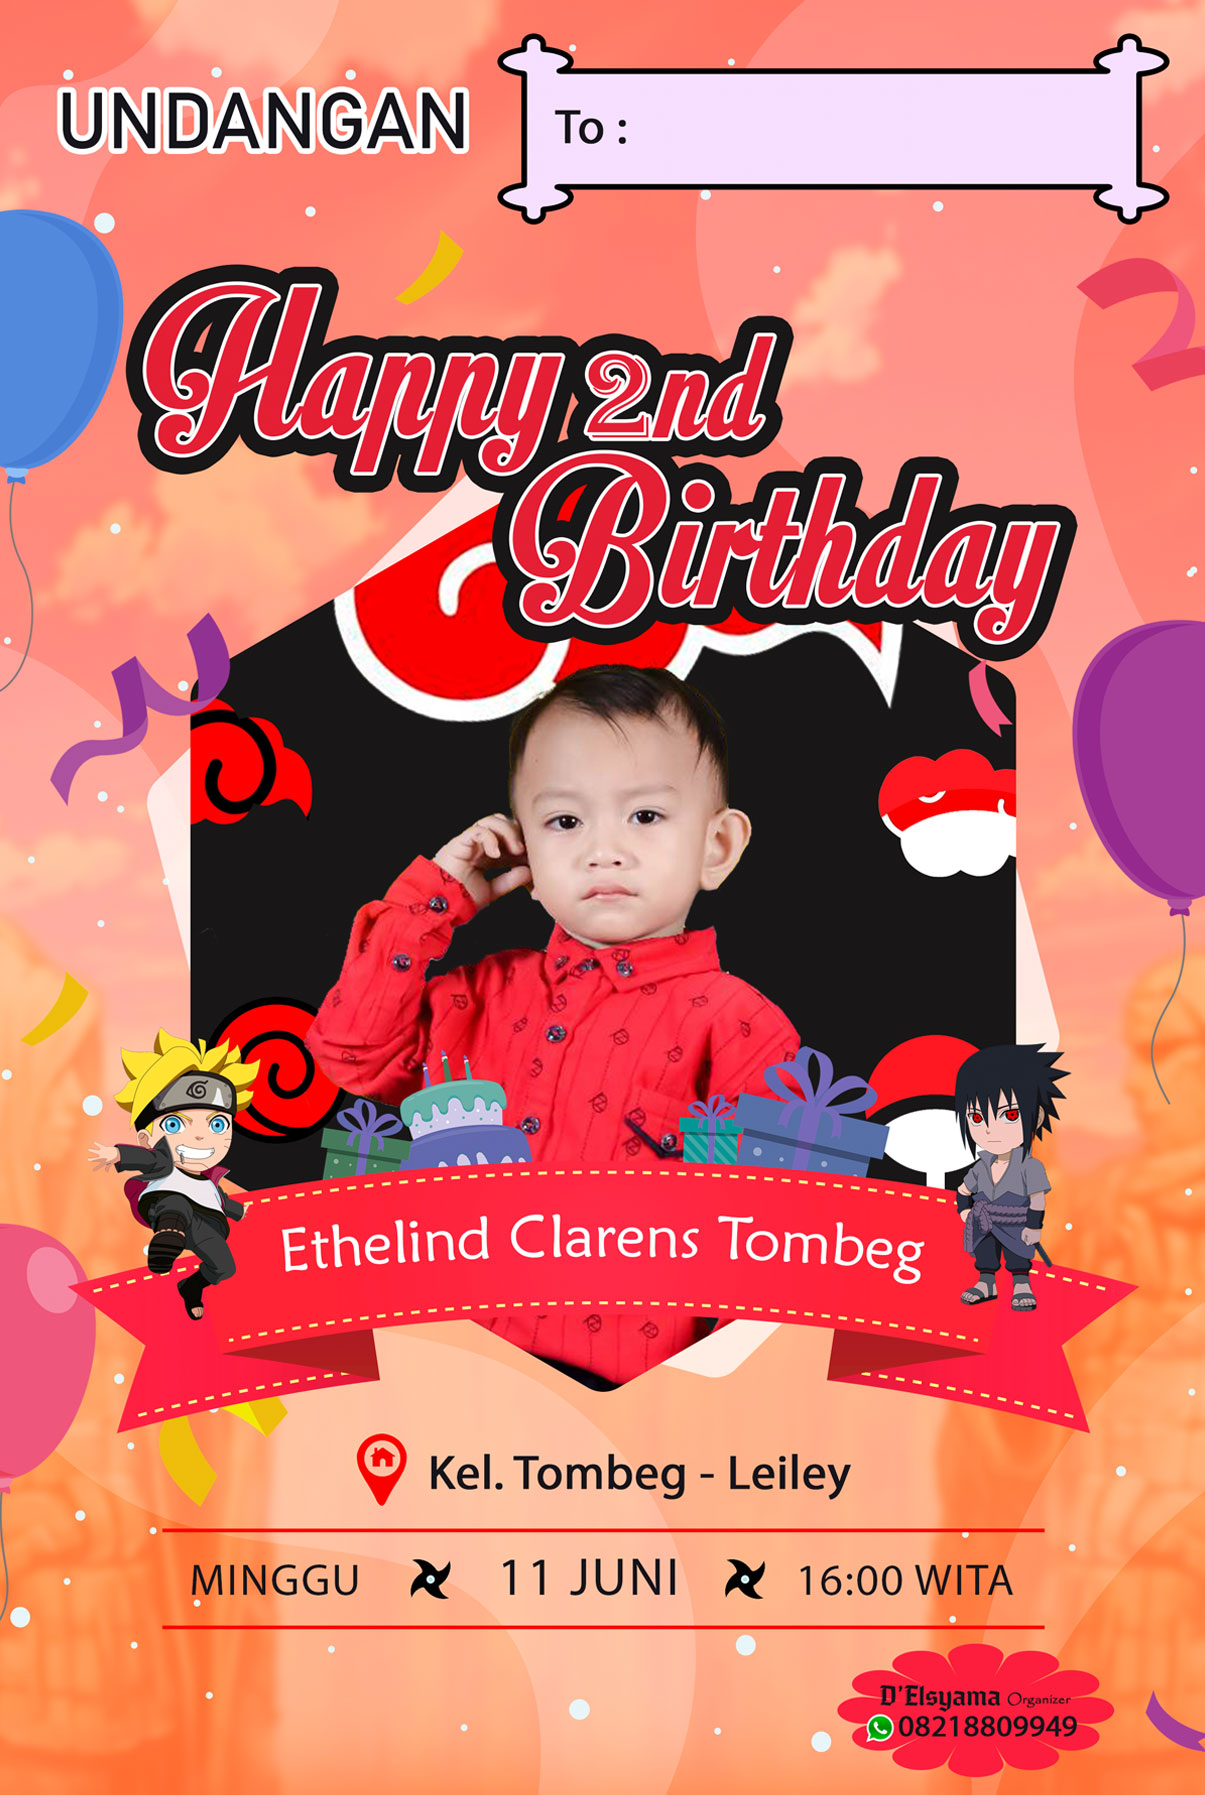 UNDANGAN
To :
Happy 2nd
Birthday
Ethelind Clarens Tombeg
Kel. Tombeg - Leiley
MINGGU 11 JUNI 16:00 WITA
D'Elsyama Organizer
08218809949